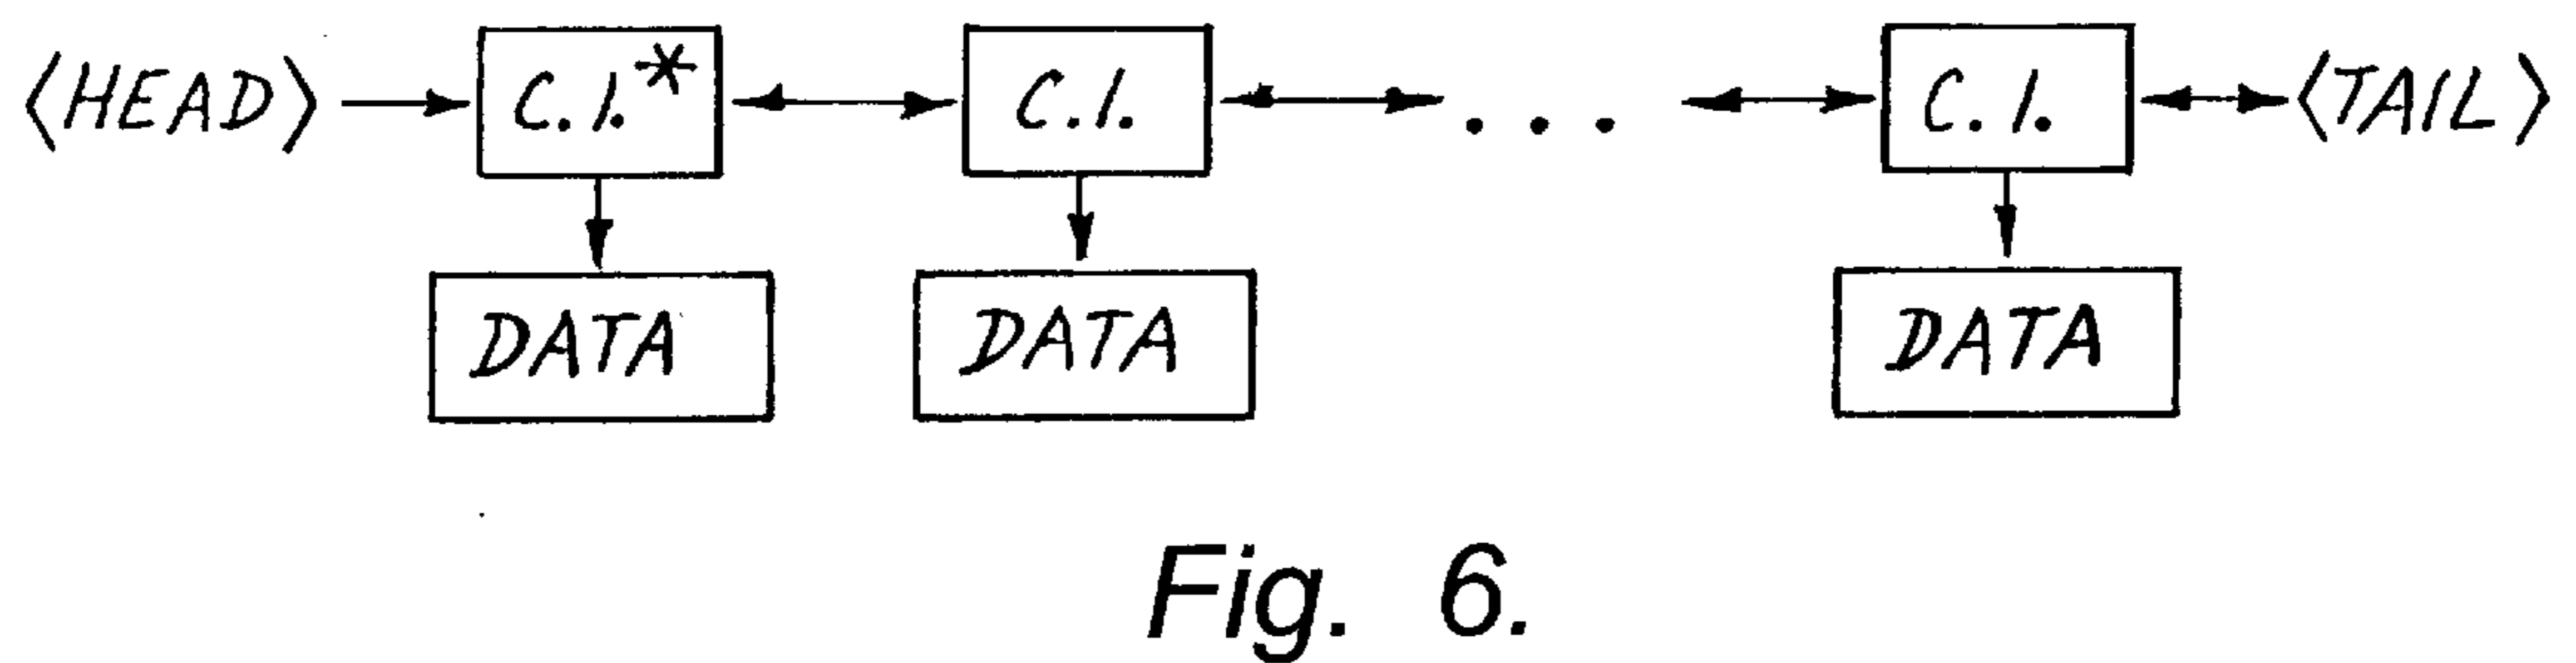 〈HEAD〉 C.I.* C.I. . . . C.I. 〈TAIL〉
DATA DATA DATA
Fig. 6.